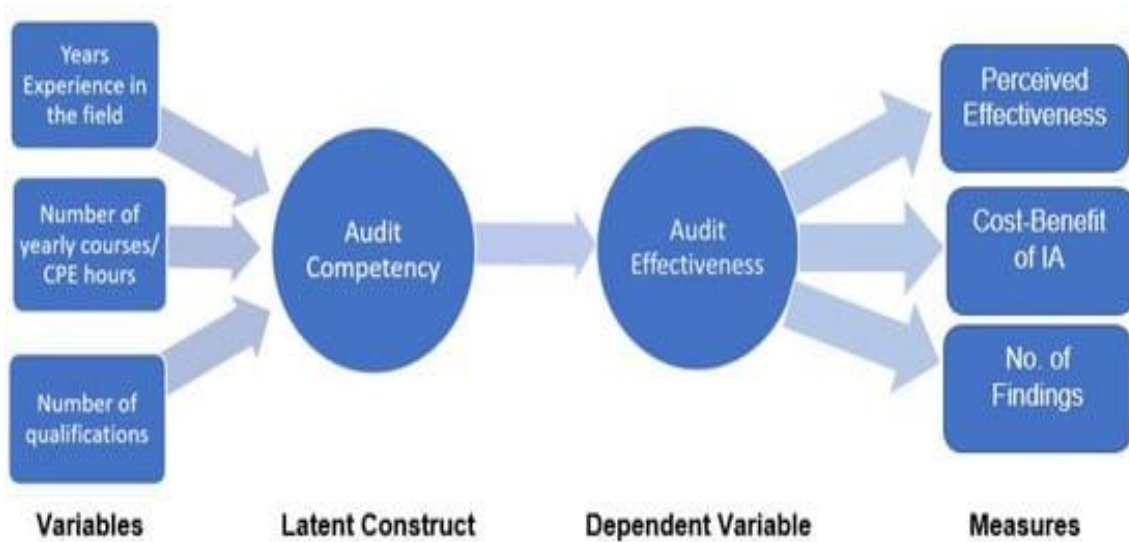 Years
Experience in
the field
Number of
yearly courses/
CPE hours
Number of
qualifications
Audit
Competency
Audit
Effectiveness
Perceived
Effectiveness
Cost-Benefit
of IA
No. of
Findings
Variables
Latent Construct
Dependent Variable
Measures